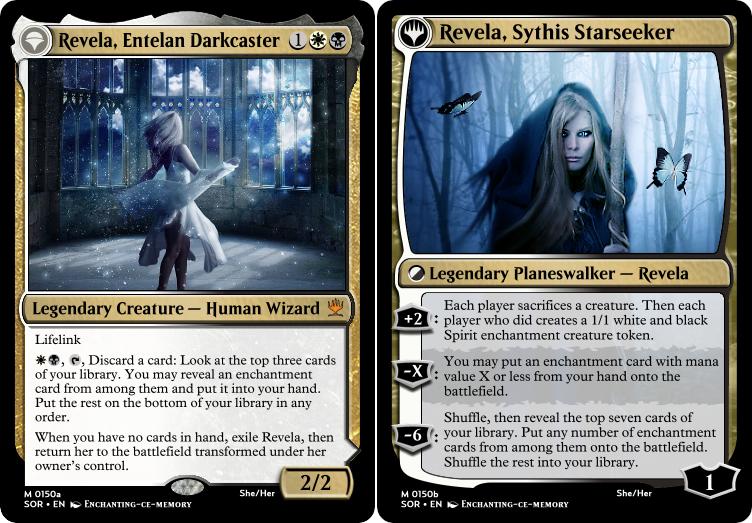 Revela, Entelan Darkcaster 1
Legendary Creature — Human Wizard
Lifelink
, , Discard a card: Look at the top three cards
of your library. You may reveal an enchantment
card from among them and put it into your hand.
Put the rest on the bottom of your library in any
order.
When you have no cards in hand, exile Revela, then
return her to the battlefield transformed under her
owner's control.
2/2
M 0150a
She/Her
SOR • EN Enchanting-ce-memory
Revela, Sythis Starseeker
Legendary Planeswalker — Revela
+2: Each player sacrifices a creature. Then each
player who did creates a 1/1 white and black
Spirit enchantment creature token.
-X: You may put an enchantment card with mana
value X or less from your hand onto the
battlefield.
-6: Shuffle, then reveal the top seven cards of
your library. Put any number of enchantment
cards from among them onto the battlefield.
Shuffle the rest into your library.
1
M 0150b
She/Her
SOR • EN Enchanting-ce-memory